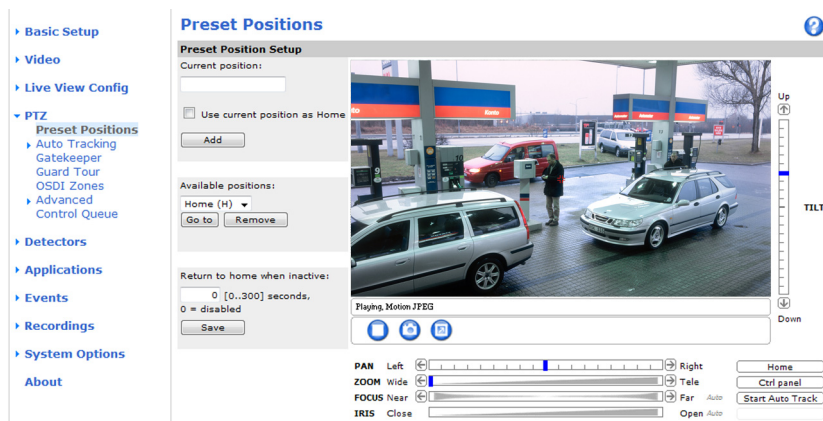 Basic Setup
Video
Live View Config
PTZ
Preset Positions
Auto Tracking
Gatekeeper
Guard Tour
OSDI Zones
Advanced
Control Queue
Detectors
Applications
Events
Recordings
System Options
About
Preset Positions
?
Preset Position Setup
Current position:
Use current position as Home
Add
Available positions:
Home (H)
Go to Remove
Return to home when inactive:
0 [0..300] seconds,
0 = disabled
Save
9
10
Playing, Motion JPEG
Up
TILT
Down
PAN Left Right Home
ZOOM Wide Tele Ctrl panel
FOCUS Near Far Auto Start Auto Track
IRIS Close Open Auto